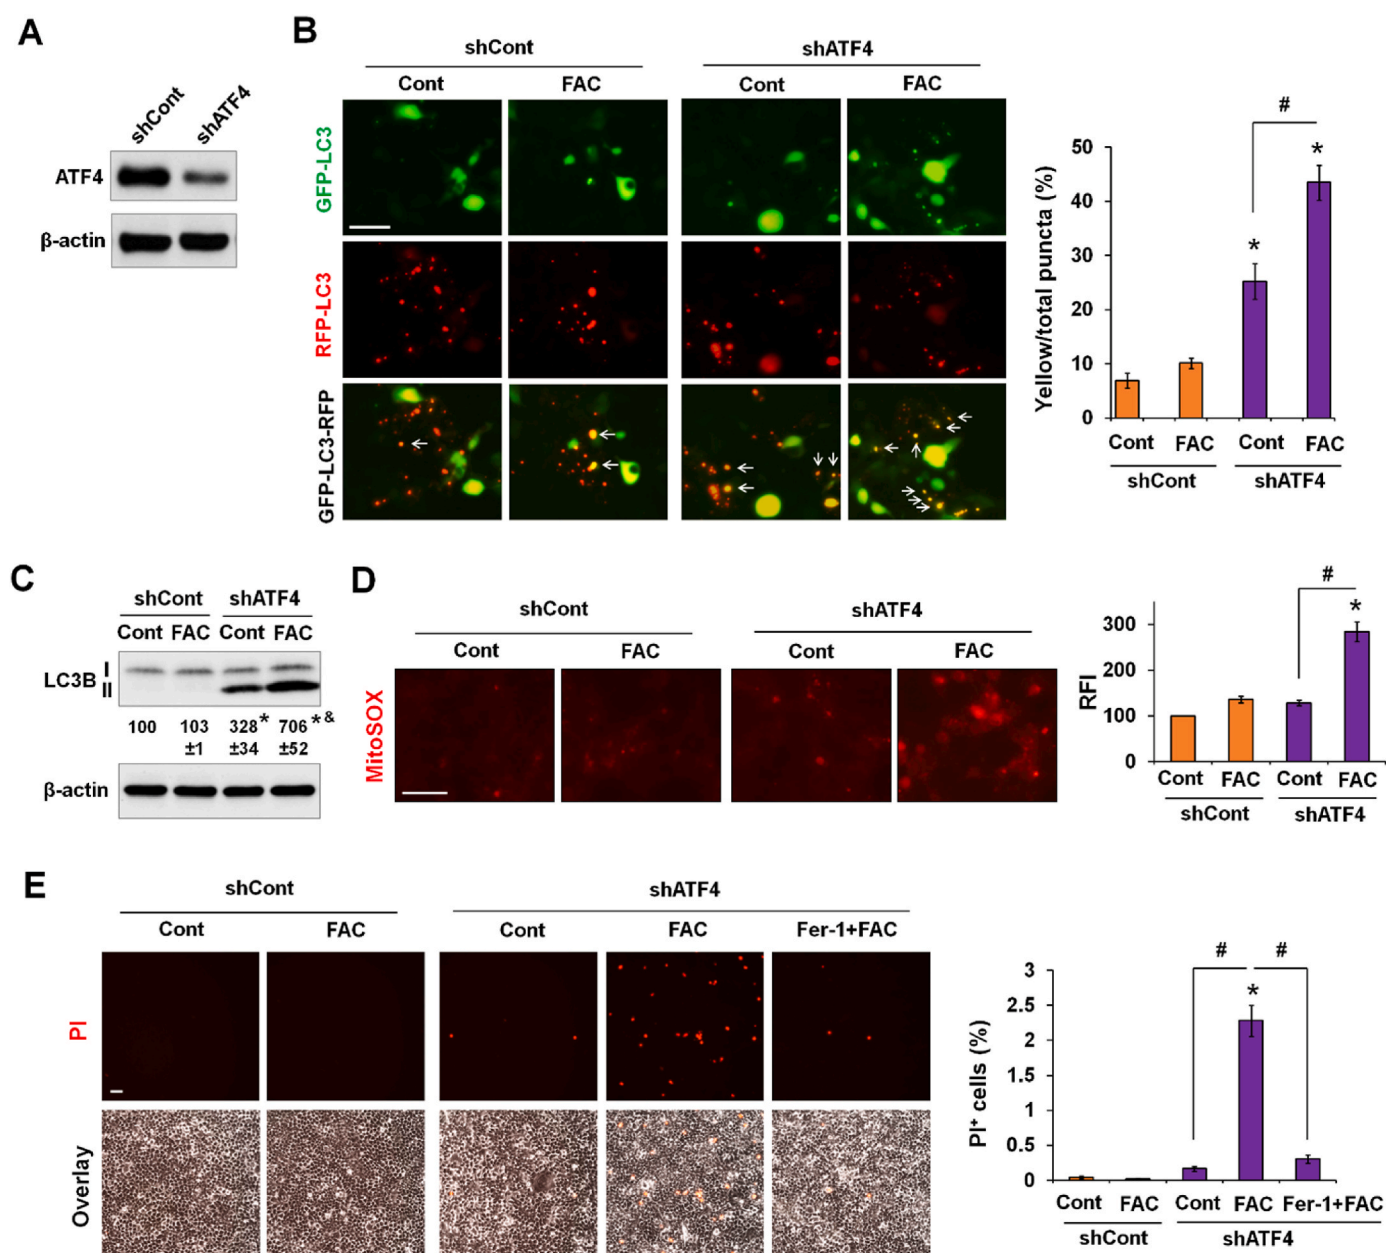 A
shCont
shATF4
ATF4
β-actin
B
shCont
shATF4
Cont
FAC
Cont
FAC
GFP-LC3
RFP-LC3
GFP-LC3-RFP
Yellow/total puncta (%)
50
40
30
20
10
0
#
*
*
Cont
FAC
Cont
FAC
shCont
shATF4
C
shCont
shATF4
Cont
FAC
Cont
FAC
LC3B
I
II
100
103
±1
328*
±34
706*&
±52
β-actin
D
shCont
shATF4
Cont
FAC
Cont
FAC
MitoSOX
RFI
300
200
100
0
#
*
Cont
FAC
Cont
FAC
shCont
shATF4
E
shCont
shATF4
Cont
FAC
Cont
FAC
Fer-1+FAC
PI
Overlay
PI⁺ cells (%)
3
2.5
2
1.5
1
0.5
0
#
#
*
Cont
FAC
Cont
FAC
Fer-1+FAC
shCont
shATF4